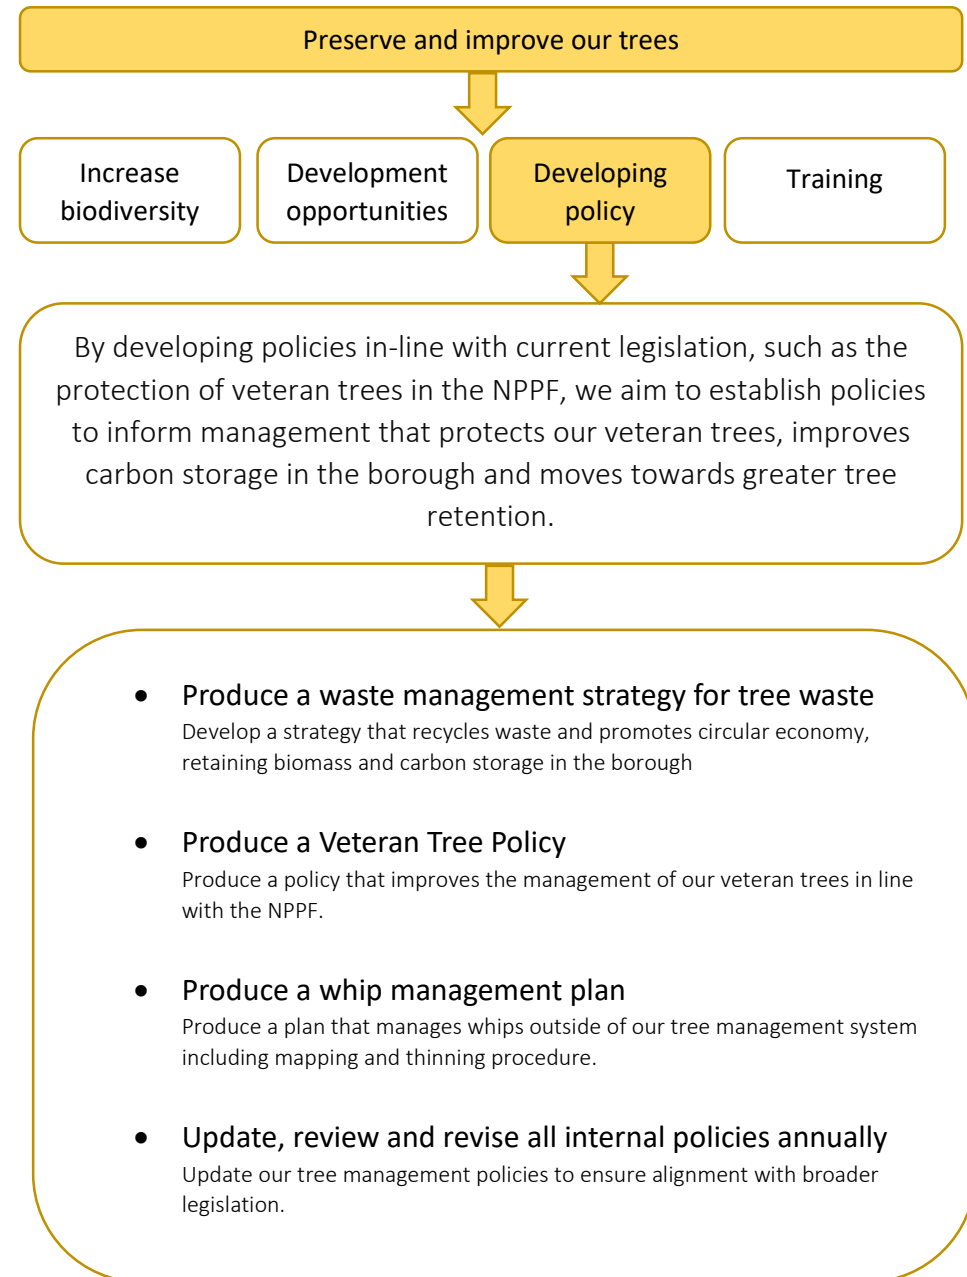 Preserve and improve our trees
Increase
biodiversity
Development
opportunities
Developing
policy
Training
By developing policies in-line with current legislation, such as the
protection of veteran trees in the NPPF, we aim to establish policies
to inform management that protects our veteran trees, improves
carbon storage in the borough and moves towards greater tree
retention.
• Produce a waste management strategy for tree waste
Develop a strategy that recycles waste and promotes circular economy,
retaining biomass and carbon storage in the borough
• Produce a Veteran Tree Policy
Produce a policy that improves the management of our veteran trees in line
with the NPPF.
• Produce a whip management plan
Produce a plan that manages whips outside of our tree management system
including mapping and thinning procedure.
• Update, review and revise all internal policies annually
Update our tree management policies to ensure alignment with broader
legislation.